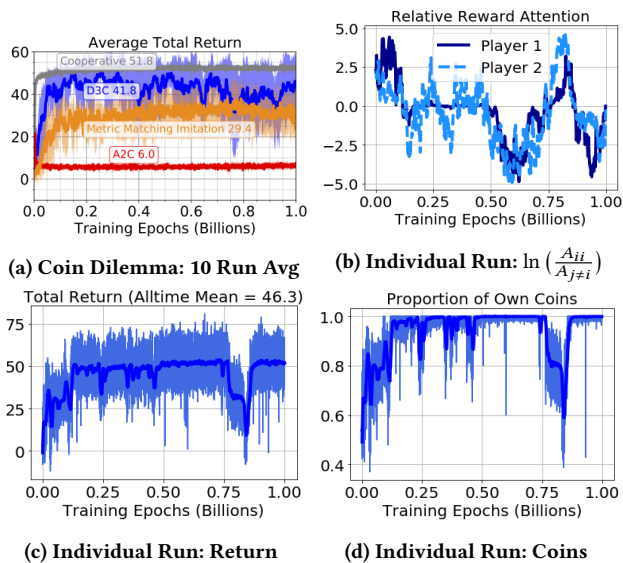 Average Total Return
60
40
20
0
Cooperative 51.8
D3C 41.8
Metric Matching Imitation 29.4
A2C 6.0
0.0 0.2 0.4 0.6 0.8 1.0
Training Epochs (Billions)
(a) Coin Dilemma: 10 Run Avg
Relative Reward Attention
5.0
2.5
0.0
−2.5
−5.0
Player 1
Player 2
0.00 0.25 0.50 0.75 1.00
Training Epochs (Billions)
(b) Individual Run: ln (A_{ii}/A_{j≠i})
Total Return (Alltime Mean = 46.3)
75
50
25
0
0.00 0.25 0.50 0.75 1.00
Training Epochs (Billions)
(c) Individual Run: Return
Proportion of Own Coins
1.0
0.8
0.6
0.4
0.00 0.25 0.50 0.75 1.00
Training Epochs (Billions)
(d) Individual Run: Coins